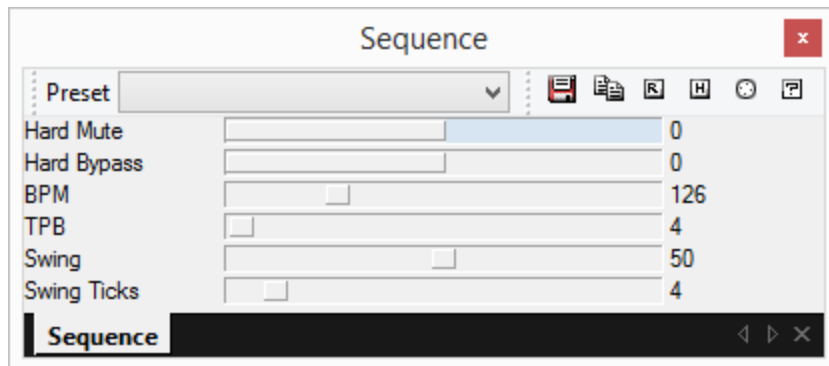 Sequence
x
Preset R H ?
Hard Mute 0
Hard Bypass 0
BPM 126
TPB 4
Swing 50
Swing Ticks 4
Sequence